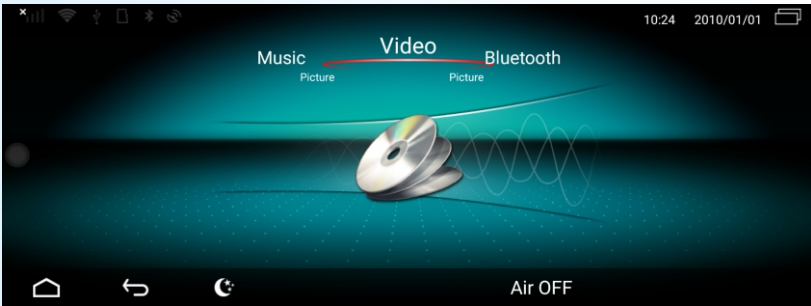 10:24 2010/01/01
Music Video Bluetooth
Picture Picture
Air OFF